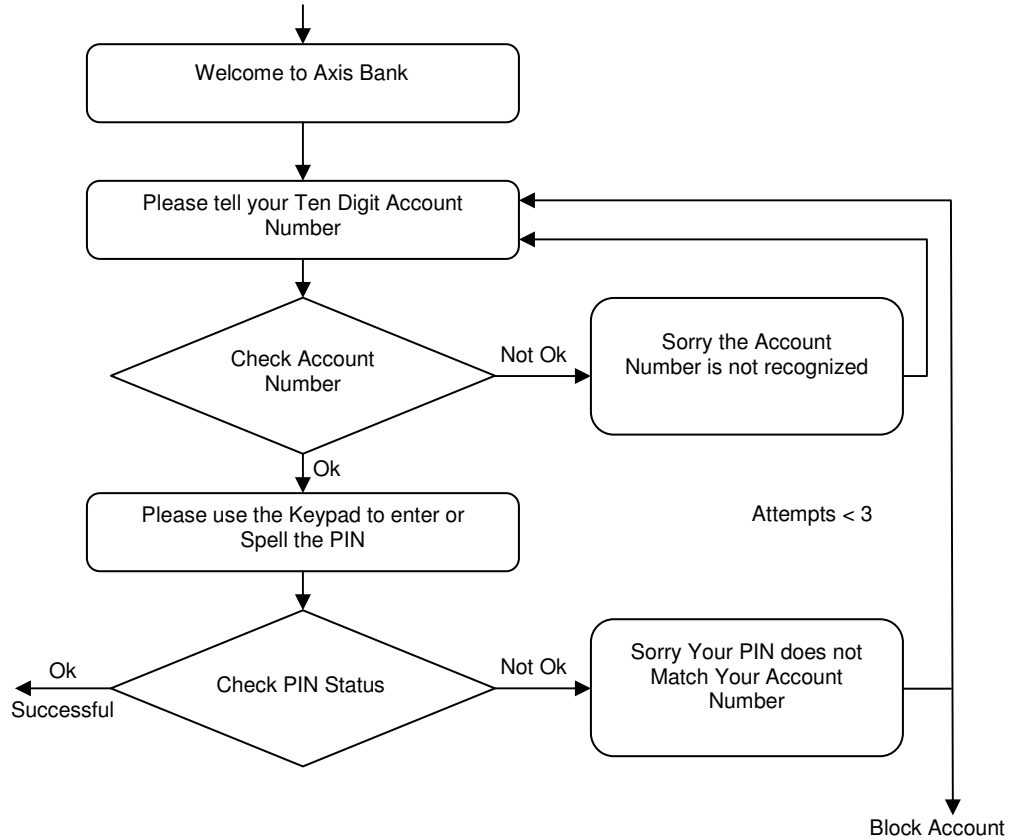 Welcome to Axis Bank
Please tell your Ten Digit Account
Number
Check Account
Number
Not Ok
Sorry the Account
Number is not recognized
Ok
Please use the Keypad to enter or
Spell the PIN
Attempts < 3
Ok
Successful
Check PIN Status
Not Ok
Sorry Your PIN does not
Match Your Account
Number
Block Account